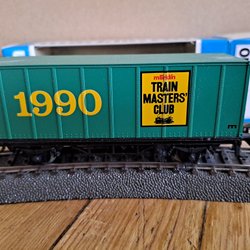 1990
märklin
TRAIN
MASTERS'
CLUB